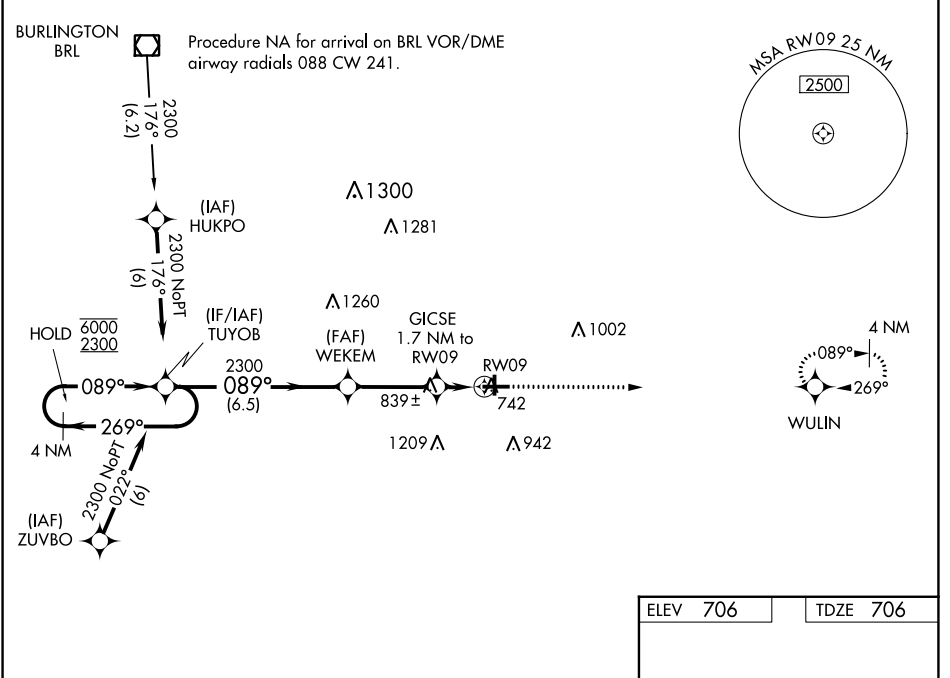 BURLINGTON
BRL
Procedure NA for arrival on BRL VOR/DME
airway radials 088 CW 241.
MSA RW09 25 NM
2500
2300
176°
(6.2)
(IAF)
HUKPO
1300
1281
2300 NoPT
176°
(6)
1260
(IF/IAF)
TUYOB
HOLD
6000
2300
(FAF)
WEKEM
GICSE
1.7 NM to
RW09
1002
4 NM
089°
269°
WULIN
RW09
089°
2300
089°
(6.5)
839±
742
269°
4 NM
1209
942
2300 NoPT
022°
(6)
(IAF)
ZUVBO
ELEV 706
TDZE 706